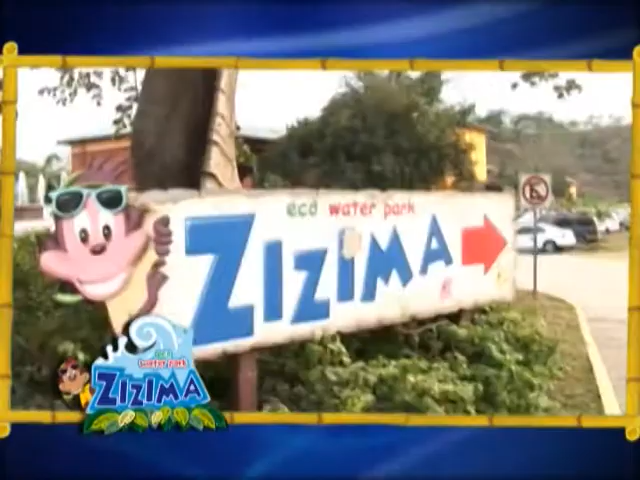 eco water park
ZIZIMA
eco
water park
ZIZIMA